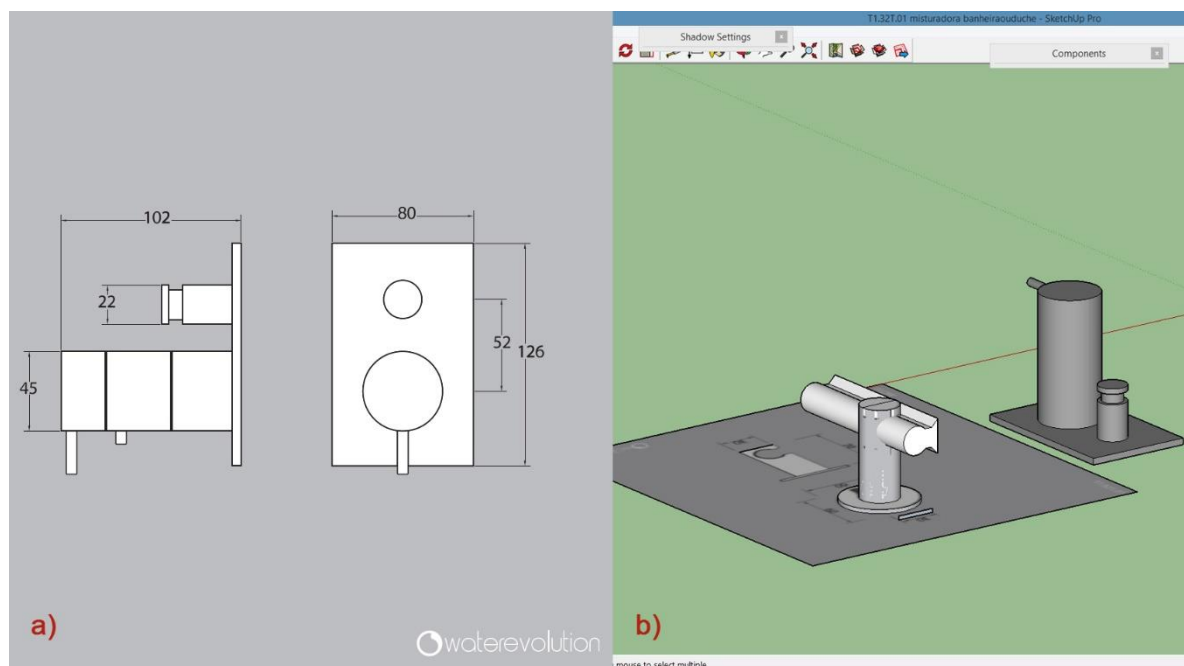 T1.32T.01 misturadora banheiraouduche - SketchUp Pro
Shadow Settings
Components
102
22
45
80
52
126
a)
waterevolution
b)
mouse to select multiple.